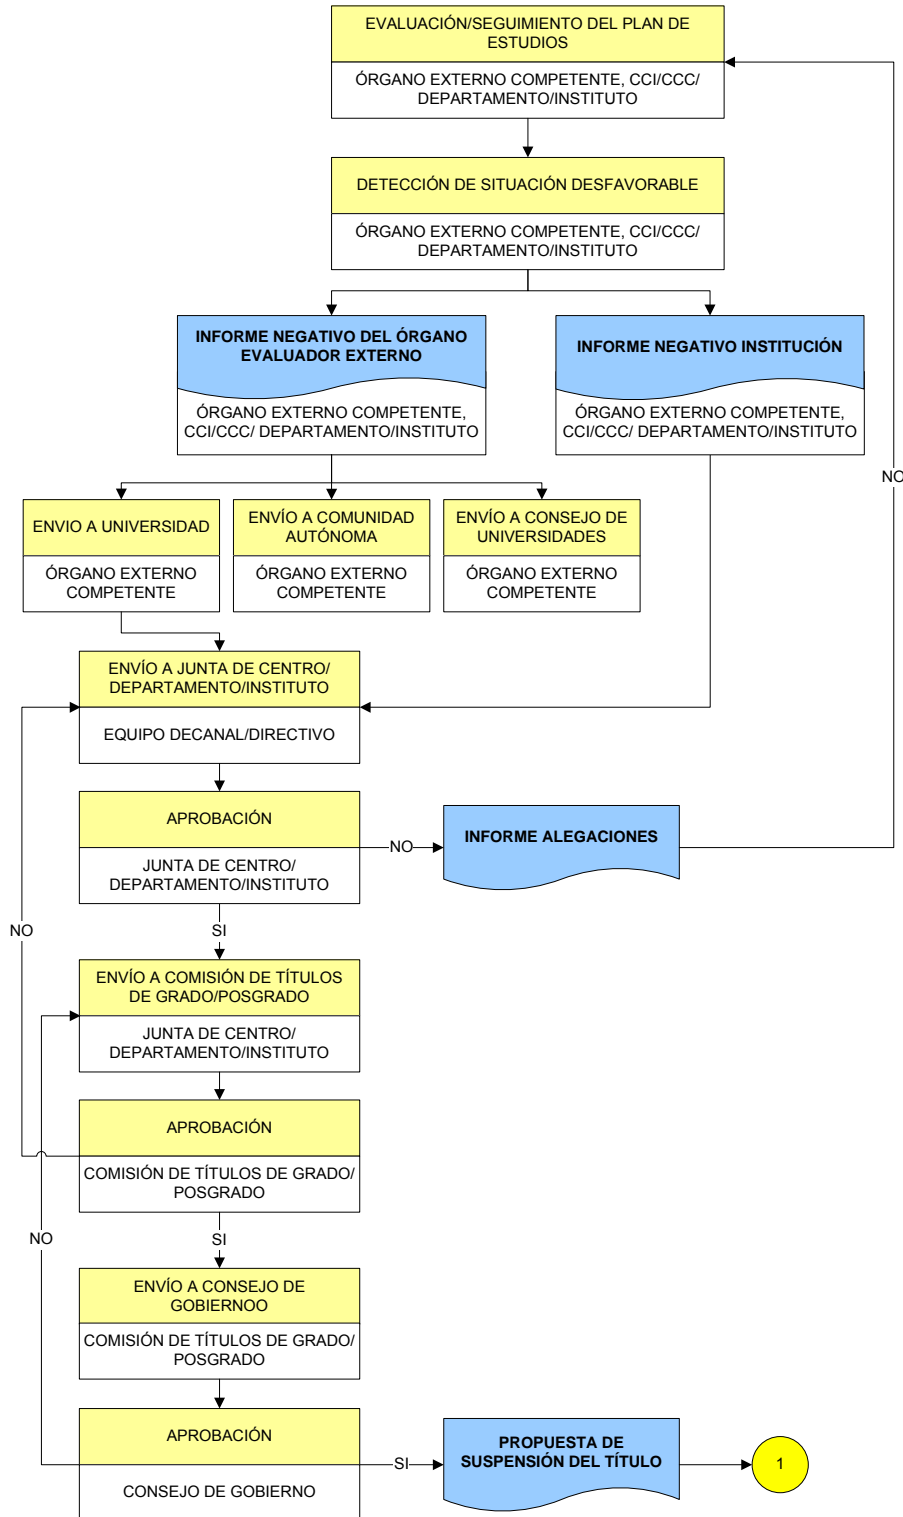 EVALUACIÓN/SEGUIMIENTO DEL PLAN DE
ESTUDIOS
ÓRGANO EXTERNO COMPETENTE, CCI/CCC/
DEPARTAMENTO/INSTITUTO
DETECCIÓN DE SITUACIÓN DESFAVORABLE
ÓRGANO EXTERNO COMPETENTE, CCI/CCC/
DEPARTAMENTO/INSTITUTO
INFORME NEGATIVO DEL ÓRGANO
EVALUADOR EXTERNO
ÓRGANO EXTERNO COMPETENTE,
CCI/CCC/ DEPARTAMENTO/INSTITUTO
INFORME NEGATIVO INSTITUCIÓN
ÓRGANO EXTERNO COMPETENTE,
CCI/CCC/ DEPARTAMENTO/INSTITUTO
NO
ENVIO A UNIVERSIDAD
ÓRGANO EXTERNO
COMPETENTE
ENVÍO A COMUNIDAD
AUTÓNOMA
ÓRGANO EXTERNO
COMPETENTE
ENVÍO A CONSEJO DE
UNIVERSIDADES
ÓRGANO EXTERNO
COMPETENTE
ENVÍO A JUNTA DE CENTRO/
DEPARTAMENTO/INSTITUTO
EQUIPO DECANAL/DIRECTIVO
APROBACIÓN
JUNTA DE CENTRO/
DEPARTAMENTO/INSTITUTO
NO
INFORME ALEGACIONES
NO
SI
ENVÍO A COMISIÓN DE TÍTULOS
DE GRADO/POSGRADO
JUNTA DE CENTRO/
DEPARTAMENTO/INSTITUTO
APROBACIÓN
COMISIÓN DE TÍTULOS DE GRADO/
POSGRADO
NO
SI
ENVÍO A CONSEJO DE
GOBIERNOO
COMISIÓN DE TÍTULOS DE GRADO/
POSGRADO
APROBACIÓN
CONSEJO DE GOBIERNO
SI
PROPUESTA DE
SUSPENSIÓN DEL TÍTULO
1